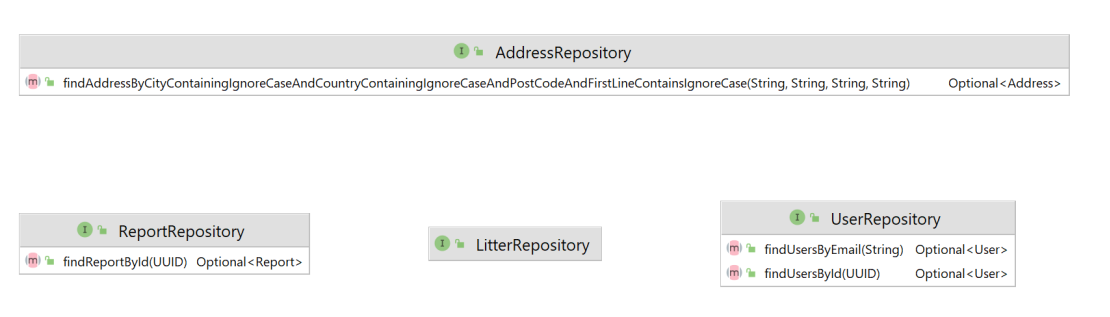 AddressRepository
findAddressByCityContainingIgnoreCaseAndCountryContainingIgnoreCaseAndPostCodeAndFirstLineContainsIgnoreCase(String, String, String, String) Optional<Address>
ReportRepository
findReportById(UUID) Optional<Report>
LitterRepository
UserRepository
findUsersByEmail(String) Optional<User>
findUsersById(UUID) Optional<User>